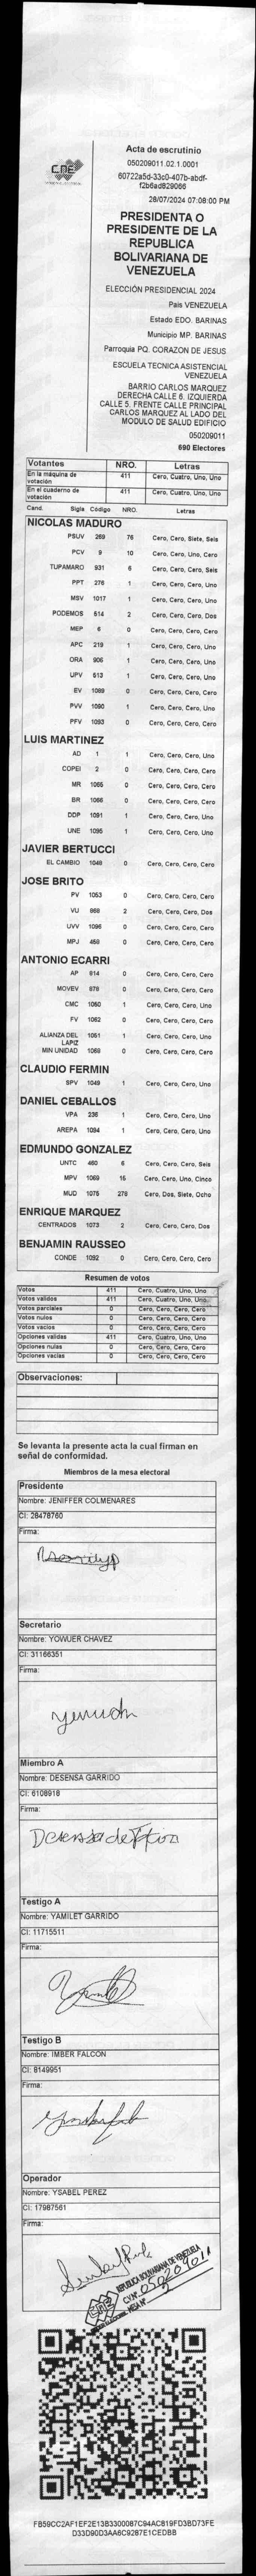 CNE
Acta de escrutinio
050209011.02.1.0001
60722a5d-33c0-407b-abdf-
f2b6ad829066
28/07/2024 07:08:00 PM
PRESIDENTA O
PRESIDENTE DE LA
REPUBLICA
BOLIVARIANA DE
VENEZUELA
ELECCIÓN PRESIDENCIAL 2024
País VENEZUELA
Estado EDO. BARINAS
Municipio MP. BARINAS
Parroquia PQ. CORAZON DE JESUS
ESCUELA TECNICA ASISTENCIAL
VENEZUELA
BARRIO CARLOS MARQUEZ
DERECHA CALLE 6. IZQUIERDA
CALLE 5. FRENTE CALLE PRINCIPAL
CARLOS MARQUEZ AL LADO DEL
MODULO DE SALUD EDIFICIO
050209011
690 Electores
Votantes NRO. Letras
En la máquina de votación 411 Cero, Cuatro, Uno, Uno
En el cuaderno de votación 411 Cero, Cuatro, Uno, Uno
Cand. Sigla Código NRO. Letras
NICOLAS MADURO
PSUV 269 76 Cero, Cero, Siete, Seis
PCV 9 10 Cero, Cero, Uno, Cero
TUPAMARO 931 6 Cero, Cero, Cero, Seis
PPT 276 1 Cero, Cero, Cero, Uno
MSV 1017 1 Cero, Cero, Cero, Uno
PODEMOS 514 2 Cero, Cero, Cero, Dos
MEP 6 0 Cero, Cero, Cero, Cero
APC 219 1 Cero, Cero, Cero, Uno
ORA 906 1 Cero, Cero, Cero, Uno
UPV 513 1 Cero, Cero, Cero, Uno
EV 1089 0 Cero, Cero, Cero, Cero
PVV 1090 1 Cero, Cero, Cero, Uno
PFV 1093 0 Cero, Cero, Cero, Cero
LUIS MARTINEZ
AD 1 1 Cero, Cero, Cero, Uno
COPEI 2 0 Cero, Cero, Cero, Cero
MR 1065 0 Cero, Cero, Cero, Cero
BR 1066 0 Cero, Cero, Cero, Cero
DDP 1091 1 Cero, Cero, Cero, Uno
UNE 1095 1 Cero, Cero, Cero, Uno
JAVIER BERTUCCI
EL CAMBIO 1048 0 Cero, Cero, Cero, Cero
JOSE BRITO
PV 1053 0 Cero, Cero, Cero, Cero
VU 868 2 Cero, Cero, Cero, Dos
UVV 1096 0 Cero, Cero, Cero, Cero
MPJ 458 0 Cero, Cero, Cero, Cero
ANTONIO ECARRI
AP 814 0 Cero, Cero, Cero, Cero
MOVEV 878 0 Cero, Cero, Cero, Cero
CMC 1050 1 Cero, Cero, Cero, Uno
FV 1062 0 Cero, Cero, Cero, Cero
ALIANZA DEL LAPIZ 1051 1 Cero, Cero, Cero, Uno
MIN UNIDAD 1088 0 Cero, Cero, Cero, Cero
CLAUDIO FERMIN
SPV 1049 1 Cero, Cero, Cero, Uno
DANIEL CEBALLOS
VPA 236 1 Cero, Cero, Cero, Uno
AREPA 1094 1 Cero, Cero, Cero, Uno
EDMUNDO GONZALEZ
UNTC 460 6 Cero, Cero, Cero, Seis
MPV 1069 15 Cero, Cero, Uno, Cinco
MUD 1075 278 Cero, Dos, Siete, Ocho
ENRIQUE MARQUEZ
CENTRADOS 1073 2 Cero, Cero, Cero, Dos
BENJAMIN RAUSSEO
CONDE 1092 0 Cero, Cero, Cero, Cero
Resumen de votos
Votos 411 Cero, Cuatro, Uno, Uno
Votos validos 411 Cero, Cuatro, Uno, Uno
Votos parciales 0 Cero, Cero, Cero, Cero
Votos nulos 0 Cero, Cero, Cero, Cero
Votos vacios 0 Cero, Cero, Cero, Cero
Opciones validas 411 Cero, Cuatro, Uno, Uno
Opciones nulas 0 Cero, Cero, Cero, Cero
Opciones vacias 0 Cero, Cero, Cero, Cero
Observaciones:
Se levanta la presente acta la cual firman en
señal de conformidad.
Miembros de la mesa electoral
Presidente
Nombre: JENIFFER COLMENARES
CI: 28478760
Firma:
Secretario
Nombre: YOWUER CHAVEZ
CI: 31166351
Firma:
Miembro A
Nombre: DESENSA GARRIDO
CI: 6108918
Firma:
Testigo A
Nombre: YAMILET GARRIDO
CI: 11715511
Firma:
Testigo B
Nombre: IMBER FALCON
CI: 8149951
Firma:
Operador
Nombre: YSABEL PEREZ
CI: 17987561
Firma:
REPUBLICA BOLIVARIANA DE VENEZUELA
CV Nº 050209011
MESA Nº
CNE
FB59CC2AF1EF2E13B3300087C94AC819FD3BD73FE
D33D90D3AA8C9287E1CEDBB